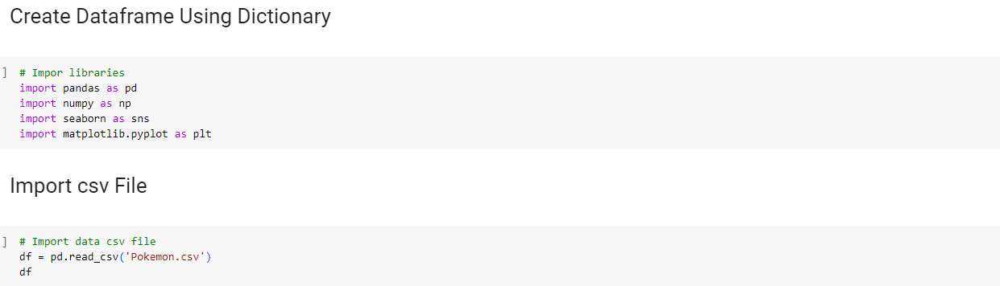 Create Dataframe Using Dictionary
] # Impor libraries
import pandas as pd
import numpy as np
import seaborn as sns
import matplotlib.pyplot as plt
Import csv File
] # Import data csv file
df = pd.read_csv('Pokemon.csv')
df